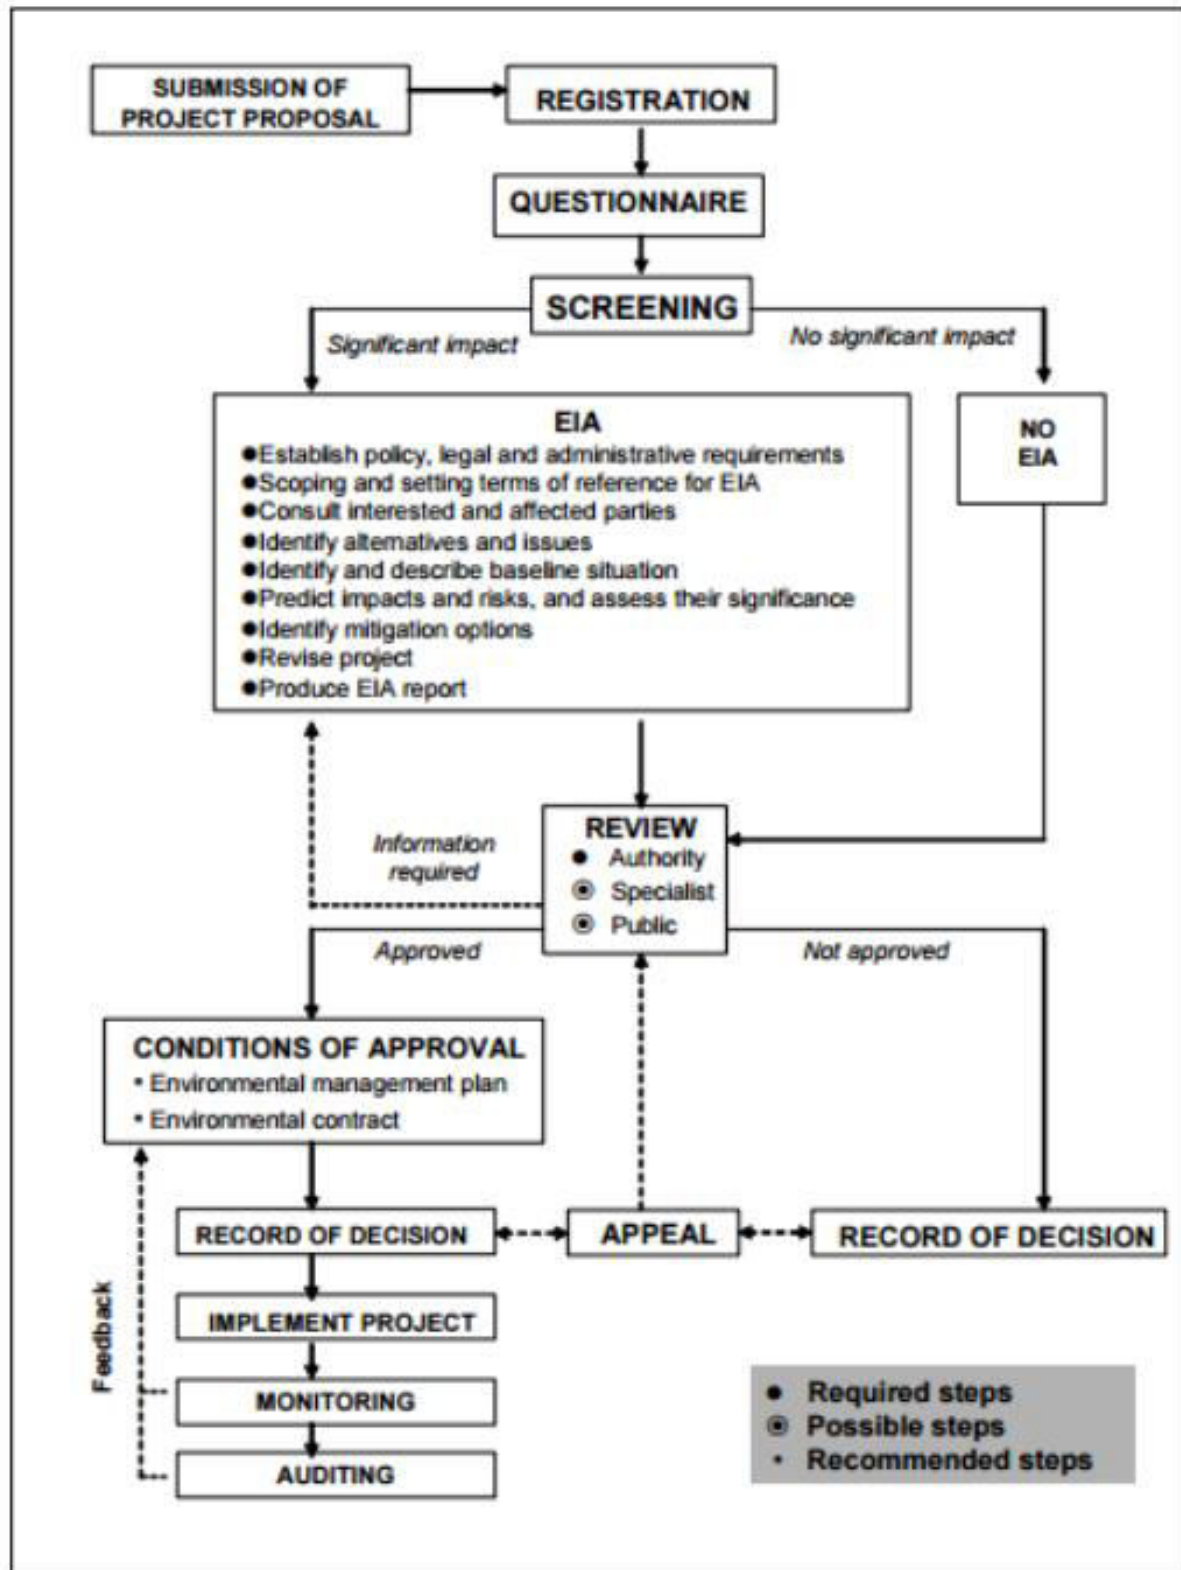 SUBMISSION OF
PROJECT PROPOSAL
REGISTRATION
QUESTIONNAIRE
SCREENING
Significant impact
No significant impact
EIA
●Establish policy, legal and administrative requirements
●Scoping and setting terms of reference for EIA
●Consult interested and affected parties
●Identify alternatives and issues
●Identify and describe baseline situation
●Predict impacts and risks, and assess their significance
●Identify mitigation options
●Revise project
●Produce EIA report
NO
EIA
REVIEW
● Authority
◉ Specialist
◉ Public
Information
required
Approved
Not approved
CONDITIONS OF APPROVAL
• Environmental management plan
• Environmental contract
RECORD OF DECISION
APPEAL
RECORD OF DECISION
IMPLEMENT PROJECT
MONITORING
AUDITING
Feedback
● Required steps
◉ Possible steps
• Recommended steps